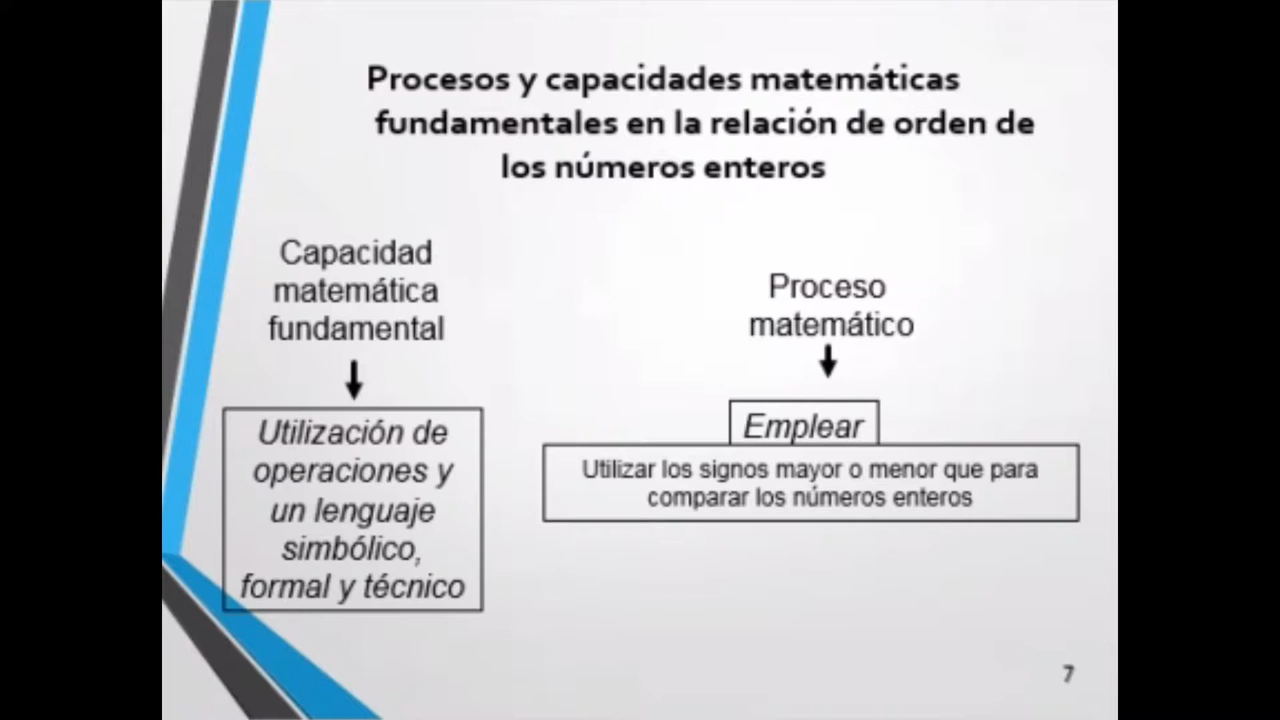 Procesos y capacidades matemáticas
fundamentales en la relación de orden de
los números enteros
Capacidad
matemática
fundamental
Utilización de
operaciones y
un lenguaje
simbólico,
formal y técnico
Proceso
matemático
Emplear
Utilizar los signos mayor o menor que para
comparar los números enteros
7